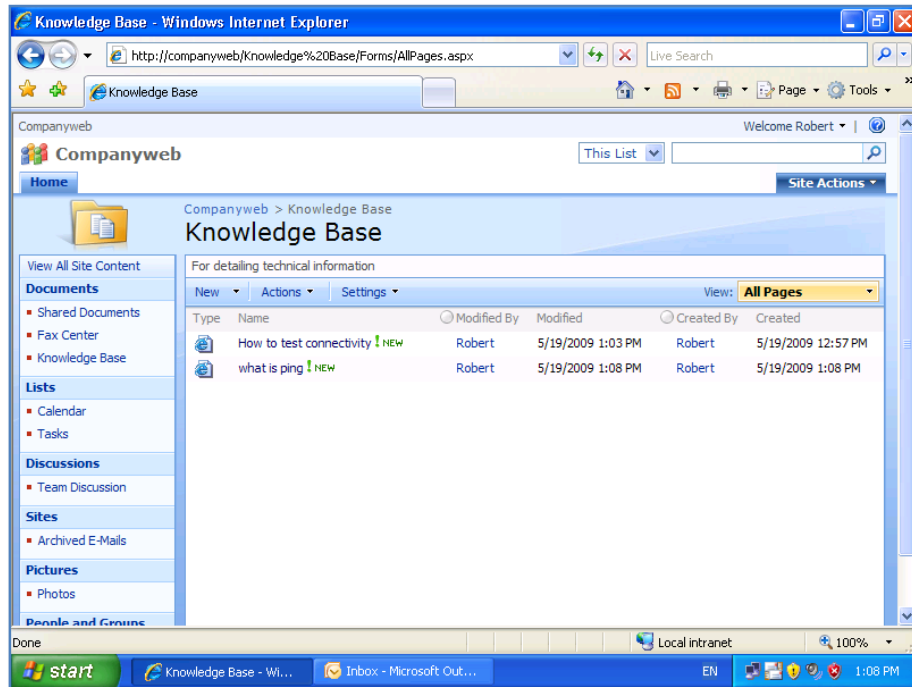 Knowledge Base - Windows Internet Explorer
http://companyweb/Knowledge%20Base/Forms/AllPages.aspx
Live Search
Knowledge Base
Page
Tools
»
Companyweb
Welcome Robert
Companyweb
This List
Home
Site Actions
Companyweb > Knowledge Base
Knowledge Base
View All Site Content
For detailing technical information
Documents
New Actions Settings View: All Pages
Shared Documents
Fax Center
Knowledge Base
Type Name Modified By Modified Created By Created
How to test connectivity ! NEW Robert 5/19/2009 1:03 PM Robert 5/19/2009 12:57 PM
what is ping ! NEW Robert 5/19/2009 1:08 PM Robert 5/19/2009 1:08 PM
Lists
Calendar
Tasks
Discussions
Team Discussion
Sites
Archived E-Mails
Pictures
Photos
People and Groups
Done
Local intranet
100%
start
Knowledge Base - Wi...
Inbox - Microsoft Out...
EN
1:08 PM